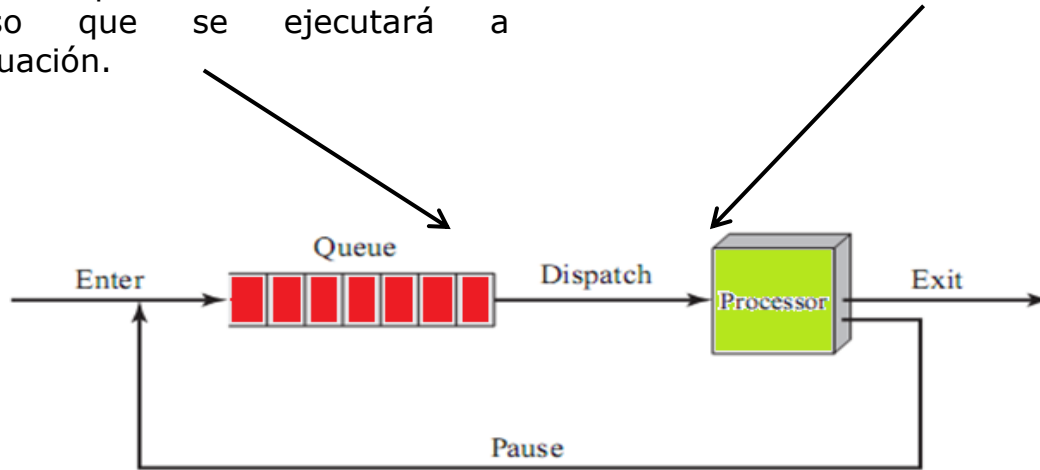 so que se ejecutará a
uación.
Queue
Enter
Dispatch
Exit
Processor
Pause